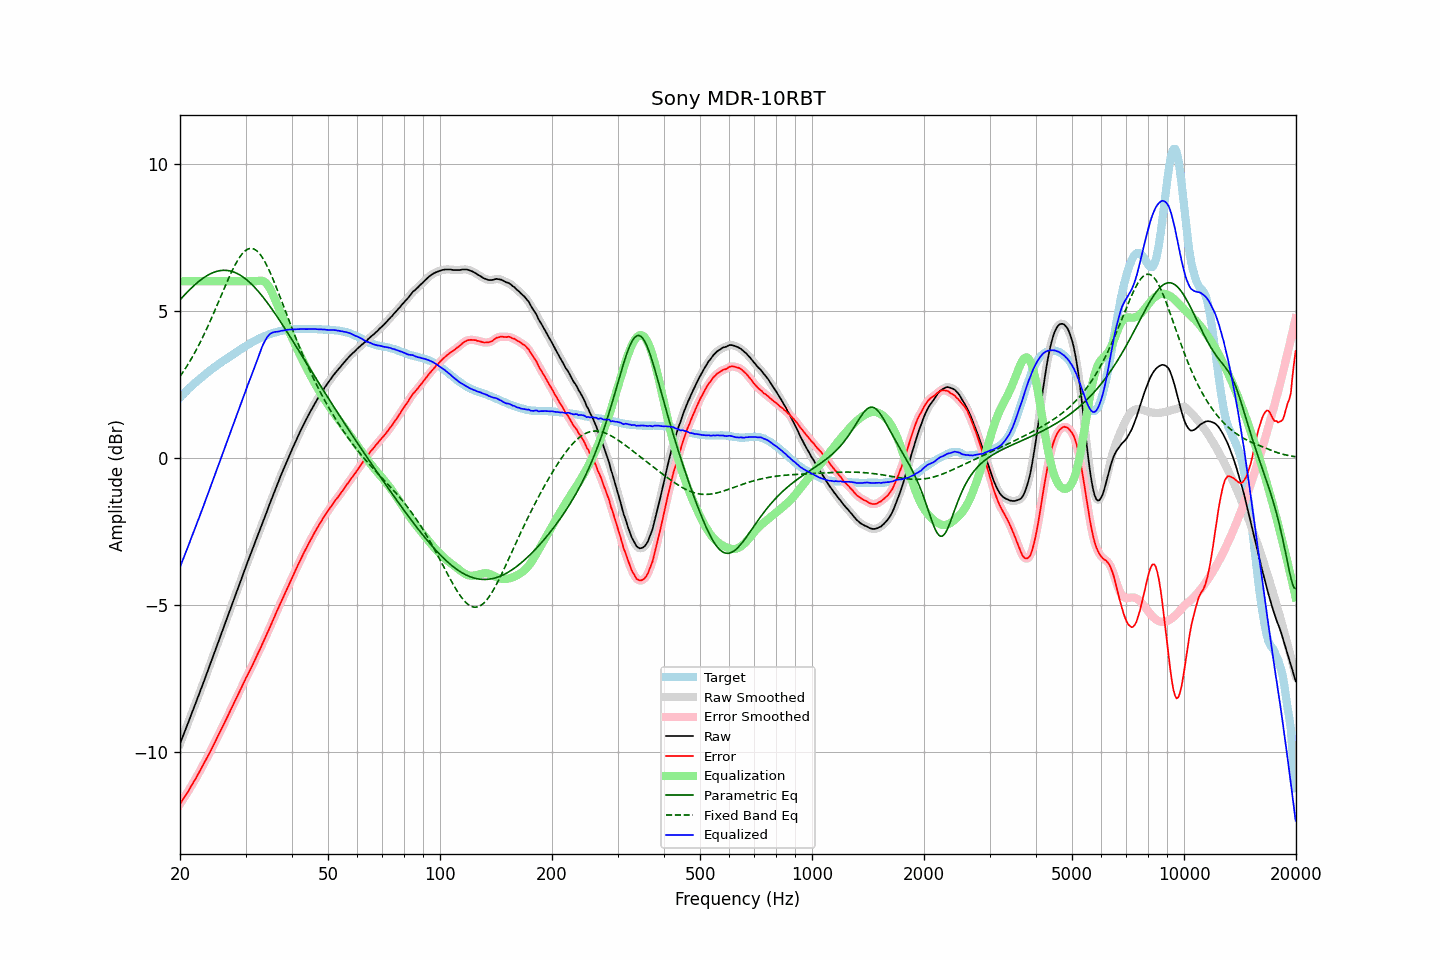 Sony MDR-10RBT
Amplitude (dBr)
10
5
0
−5
−10
Target
Raw Smoothed
Error Smoothed
Raw
Error
Equalization
Parametric Eq
Fixed Band Eq
Equalized
20 50 100 200 500 1000 2000 5000 10000 20000
Frequency (Hz)